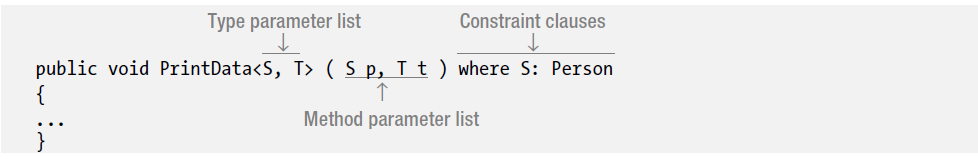 Type parameter list Constraint clauses
public void PrintData<S, T> ( S p, T t ) where S: Person
{
Method parameter list
...
}